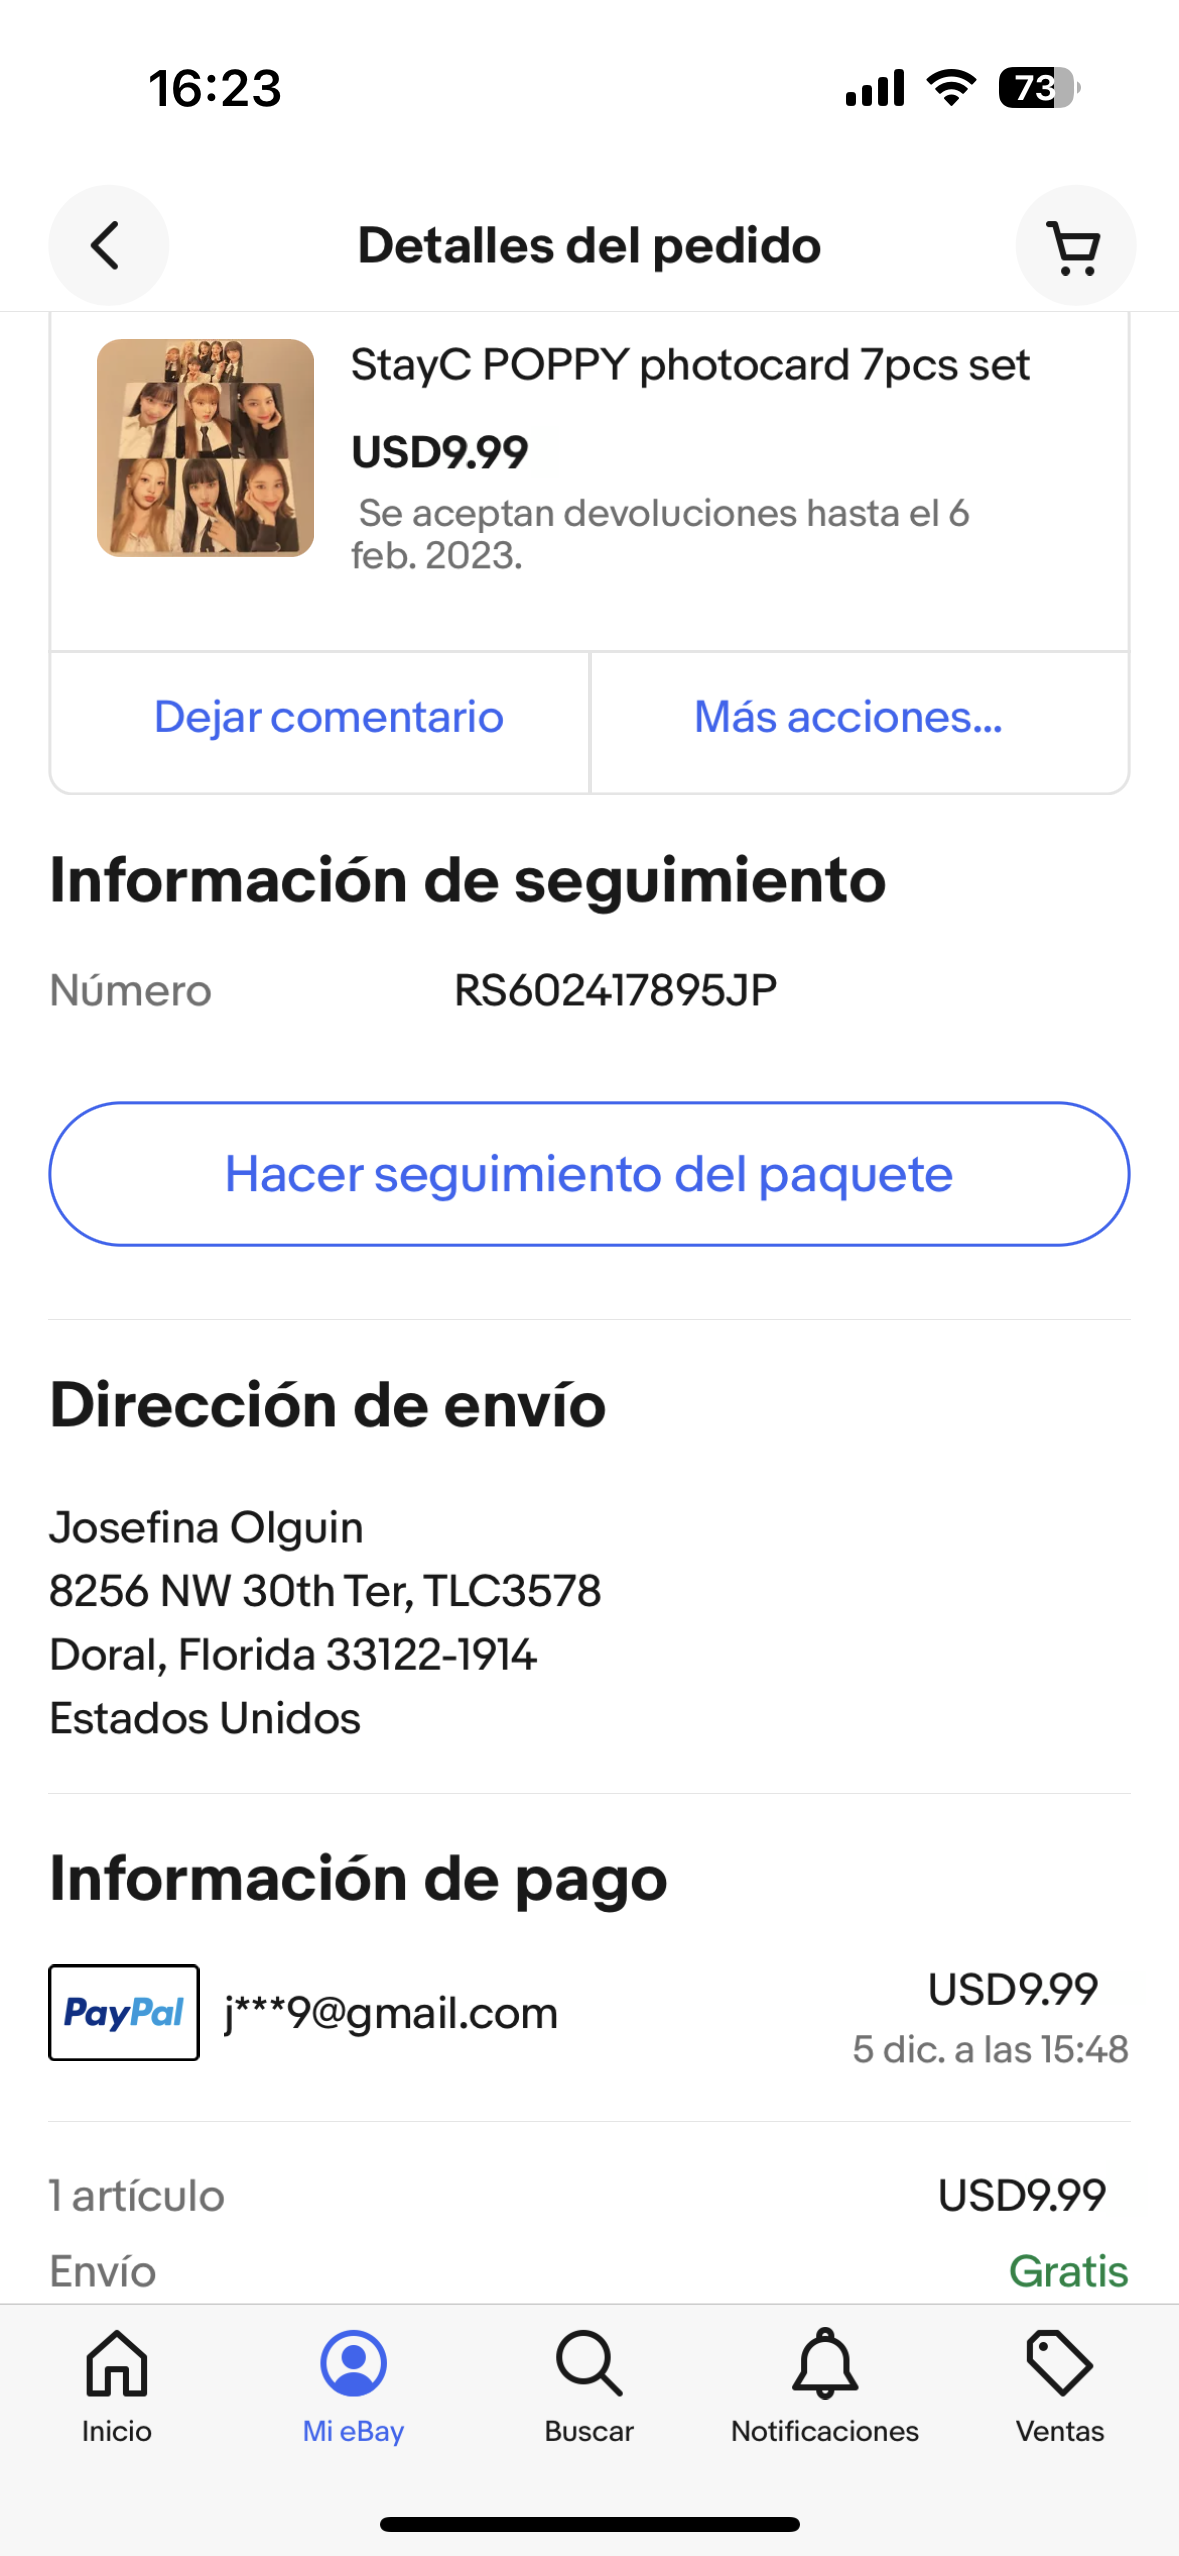 16:23
73
Detalles del pedido
StayC POPPY photocard 7pcs set
USD9.99
Se aceptan devoluciones hasta el 6
feb. 2023.
Dejar comentario
Más acciones...
Información de seguimiento
Número RS602417895JP
Hacer seguimiento del paquete
Dirección de envío
Josefina Olguin
8256 NW 30th Ter, TLC3578
Doral, Florida 33122-1914
Estados Unidos
Información de pago
PayPal j***9@gmail.com USD9.99
5 dic. a las 15:48
1 artículo USD9.99
Envío Gratis
Inicio Mi eBay Buscar Notificaciones Ventas